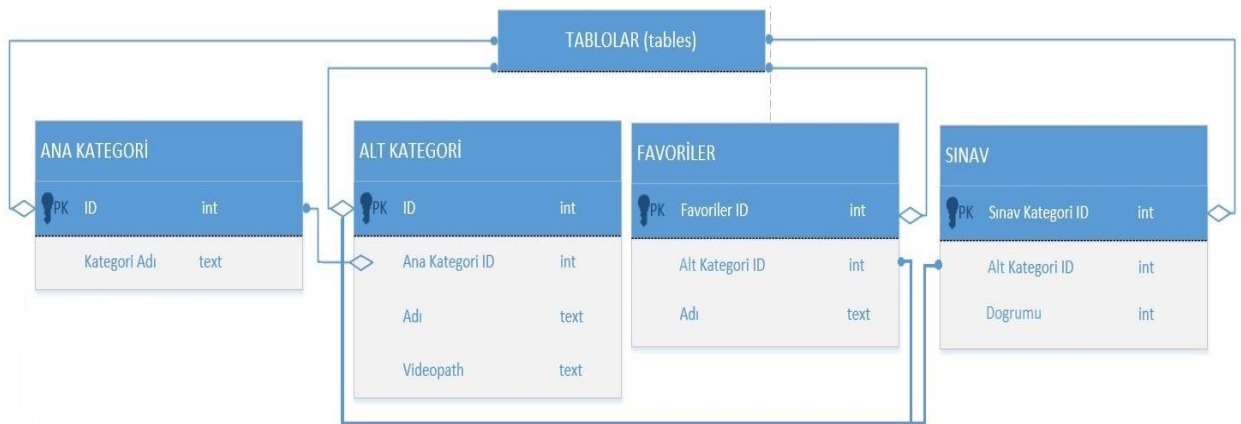 TABLOLAR (tables)
ANA KATEGORİ
PK ID int
Kategori Adı text
ALT KATEGORİ
PK ID int
Ana Kategori ID int
Adı text
Videopath text
FAVORİLER
PK Favoriler ID int
Alt Kategori ID int
Adı text
SINAV
PK Sınav Kategori ID int
Alt Kategori ID int
Dogrumu int